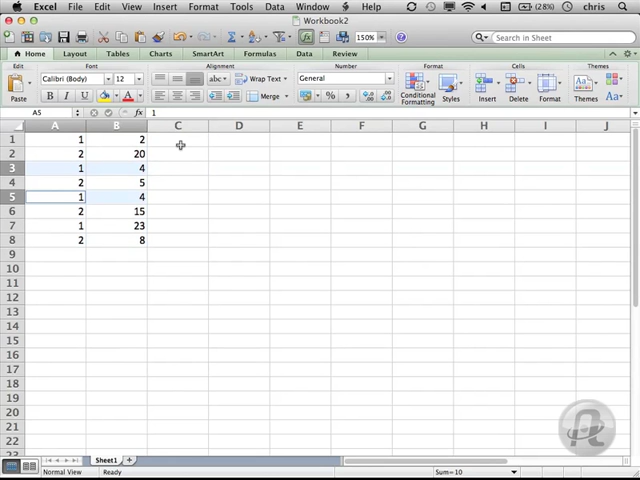 Excel File Edit View Insert Format Tools Data Window Help (28%) chris
Workbook2
150% Search in Sheet
Home Layout Tables Charts SmartArt Formulas Data Review
Edit Font Alignment Number Format Cells Themes
Calibri (Body) 12 abc Wrap Text General
Paste B I U A A Merge % Conditional Formatting Styles Insert Delete Format Themes Aa
A5 fx 1
A B C D E F G H I J
1 1 2
2 2 20
3 1 4
4 2 5
5 1 4
6 2 15
7 1 23
8 2 8
9
10
11
12
13
14
15
16
17
18
19
20
21
22
23
Sheet1
Normal View Ready Sum=10